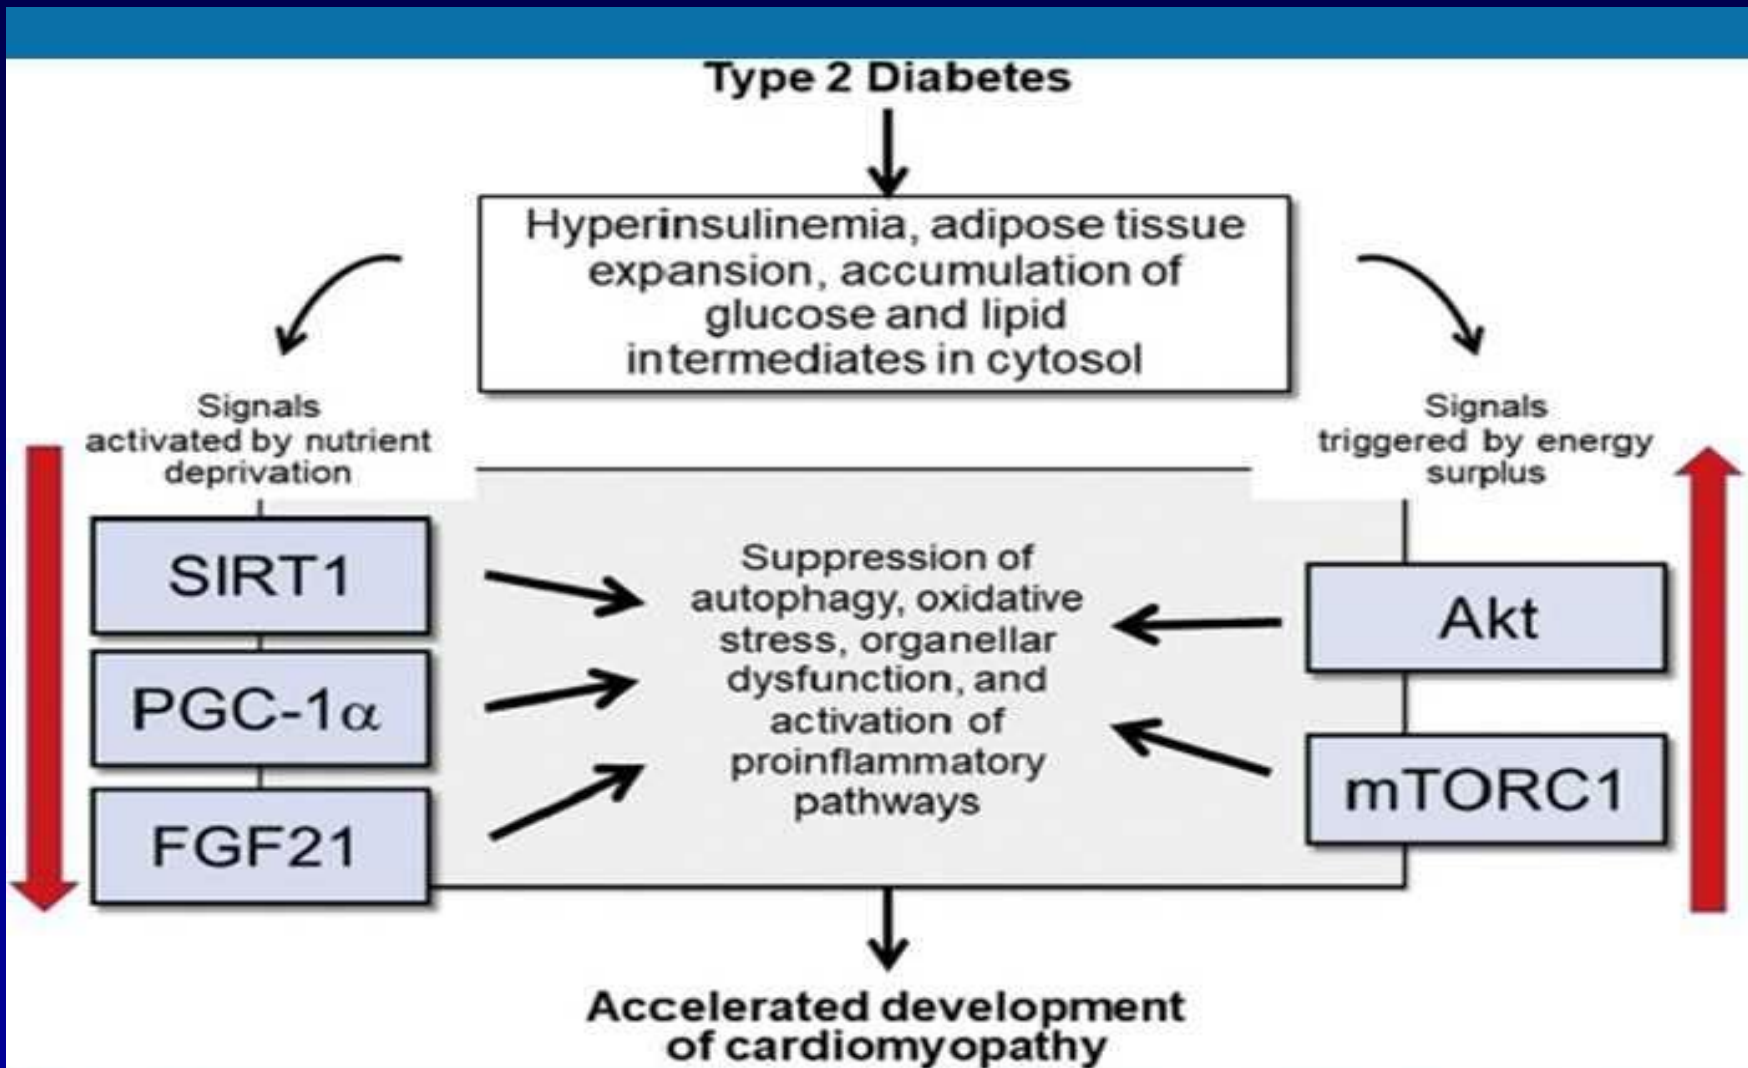 Type 2 Diabetes
Hyperinsulinemia, adipose tissue
expansion, accumulation of
glucose and lipid
intermediates in cytosol
Signals
activated by nutrient
deprivation
Signals
triggered by energy
surplus
SIRT1
PGC-1α
FGF21
Suppression of
autophagy, oxidative
stress, organellar
dysfunction, and
activation of
proinflammatory
pathways
Akt
mTORC1
Accelerated development
of cardiomyopathy